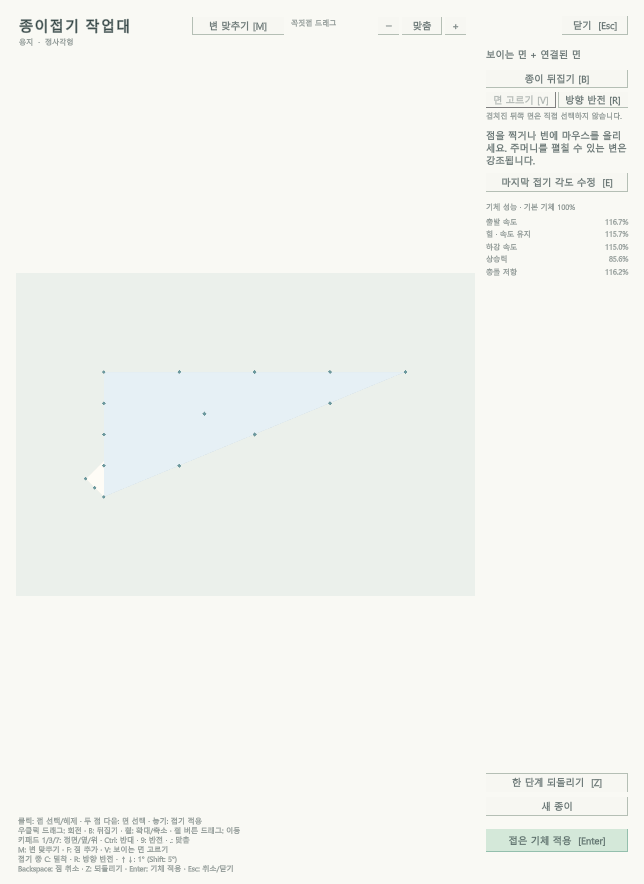 종이접기 작업대
용지 · 정사각형
변 맞추기 [M]
꼭짓점 드래그
−
맞춤
+
닫기 [Esc]
보이는 면 + 연결된 면
종이 뒤집기 [B]
면 고르기 [V]
방향 반전 [R]
겹쳐진 뒤쪽 면은 직접 선택하지 않습니다.
점을 찍거나 변에 마우스를 올리
세요. 주머니를 펼칠 수 있는 변은
강조됩니다.
마지막 접기 각도 수정 [E]
기체 성능 · 기본 기체 100%
종말 속도 116.7%
힘 · 속도 유지 115.7%
하강 속도 115.0%
상승력 85.6%
충돌 저항 116.2%
한 단계 되돌리기 [Z]
새 종이
접은 기체 적용 [Enter]
클릭: 점 선택/해제 · 두 점 다음: 면 선택 · 놓기: 접기 적용
우클릭 드래그: 회전 · B: 뒤집기 · 휠: 확대/축소 · 휠 버튼 드래그: 이동
키패드 1/3/7: 정면/옆/위 · Ctrl: 반대 · 9: 반전 · .: 맞춤
M: 변 맞추기 · F: 점 추가 · V: 보이는 면 고르기
접기 중 C: 밀착 · R: 방향 반전 · ↑ ↓: 1° (Shift: 5°)
Backspace: 점 취소 · Z: 되돌리기 · Enter: 기체 적용 · Esc: 취소/닫기